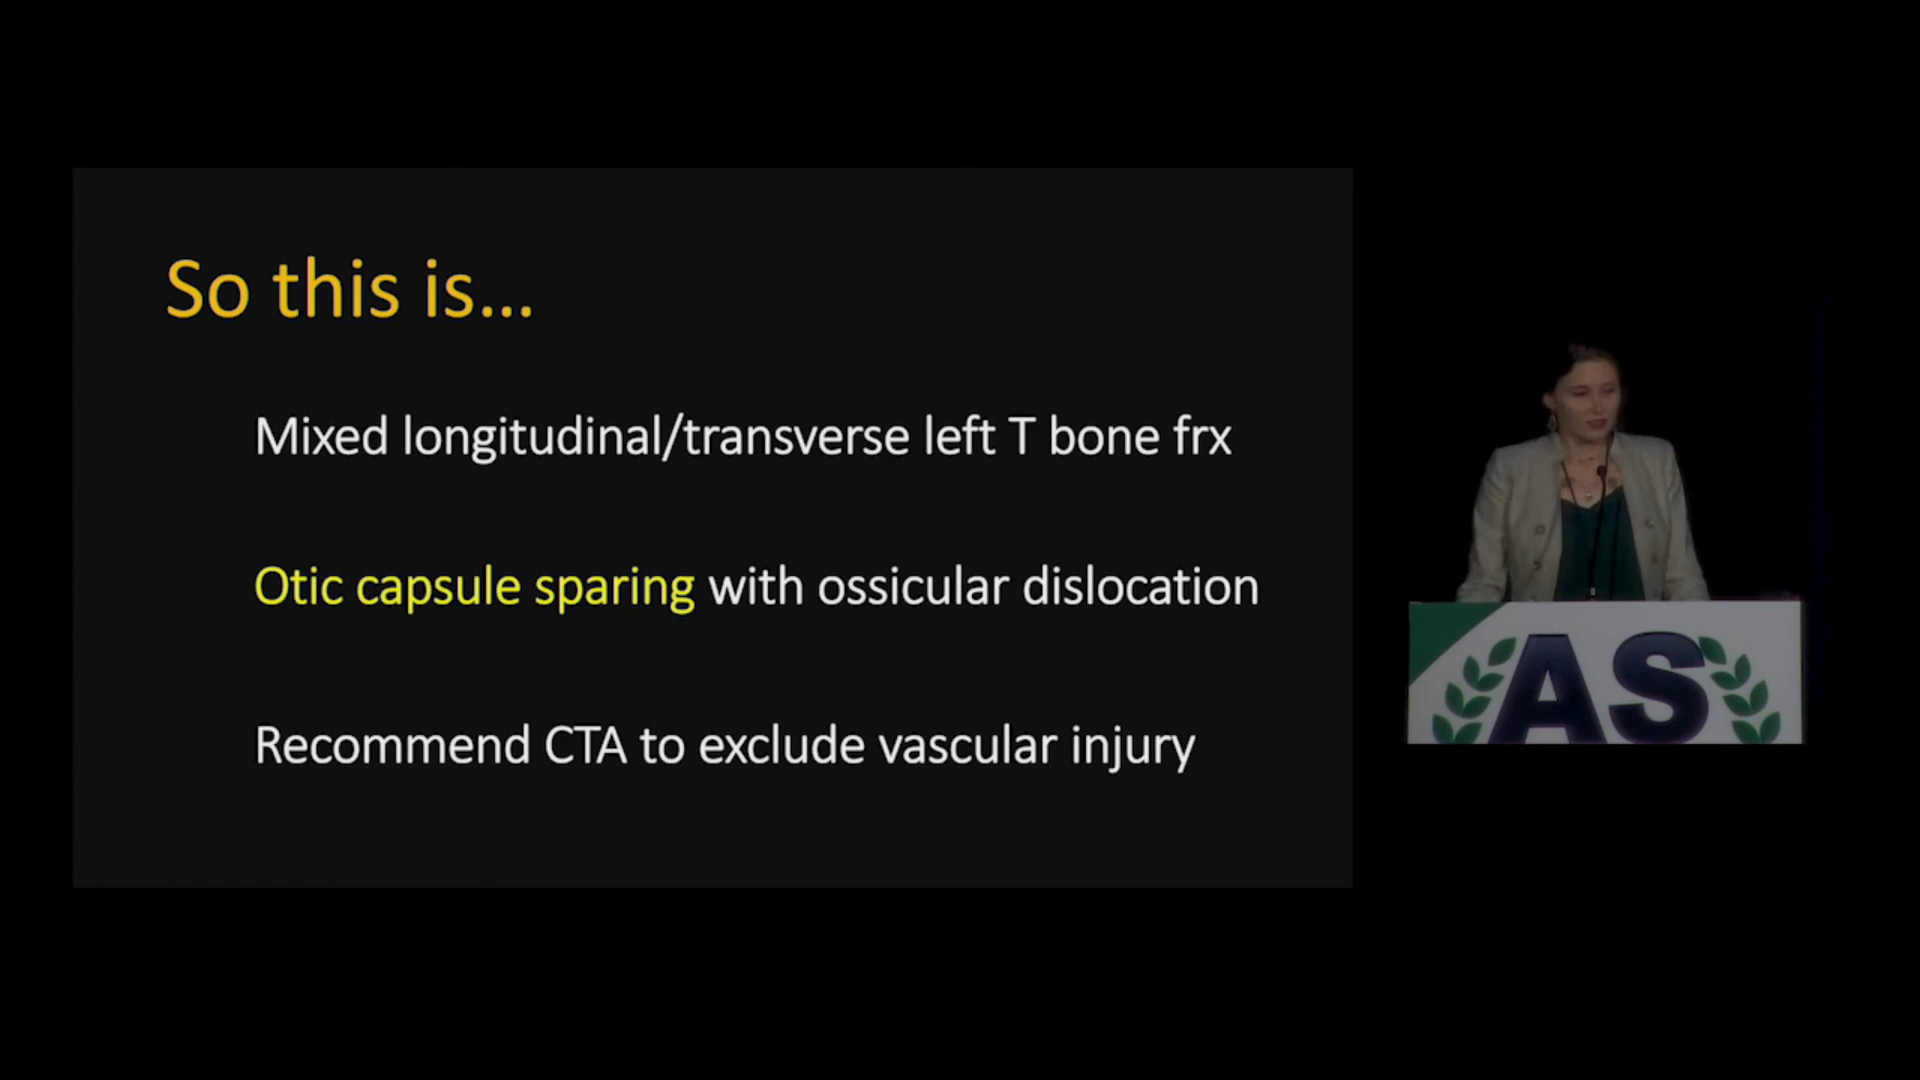 So this is...
Mixed longitudinal/transverse left T bone frx
Otic capsule sparing with ossicular dislocation
Recommend CTA to exclude vascular injury
AS